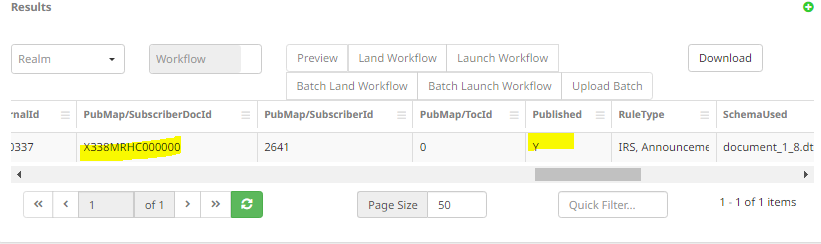 Results
Realm Workflow Preview Land Workflow Launch Workflow Download
Batch Land Workflow Batch Launch Workflow Upload Batch
rnalId PubMap/SubscriberDocId PubMap/SubscriberId PubMap/TocId Published RuleType SchemaUsed
0337 X338MRHC000000 2641 0 Y IRS, Announceme document_1_8.dt
1 of 1 Page Size 50 Quick Filter... 1 - 1 of 1 items